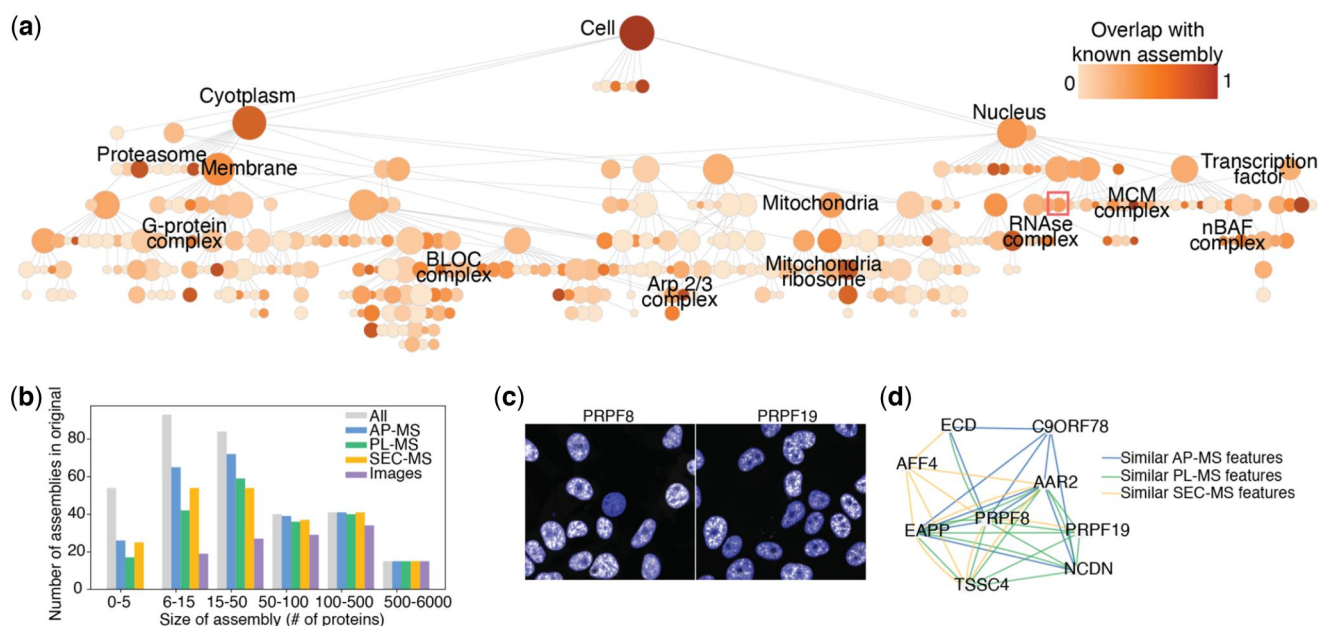 (a)
Cell
Overlap with
known assembly
0
1
Cyotplasm
Nucleus
Proteasome
Membrane
Transcription
factor
Mitochondria
MCM
complex
G-protein
complex
RNAse
complex
nBAF
complex
BLOC
complex
Mitochondria
ribosome
Arp 2/3
complex
(b)
Number of assemblies in original
80
60
40
20
0
All
AP-MS
PL-MS
SEC-MS
Images
0-5
6-15
15-50
50-100
100-500
500-6000
Size of assembly (# of proteins)
(c)
PRPF8
PRPF19
(d)
ECD
C9ORF78
AFF4
AAR2
PRPF8
EAPP
PRPF19
NCDN
TSSC4
Similar AP-MS features
Similar PL-MS features
Similar SEC-MS features